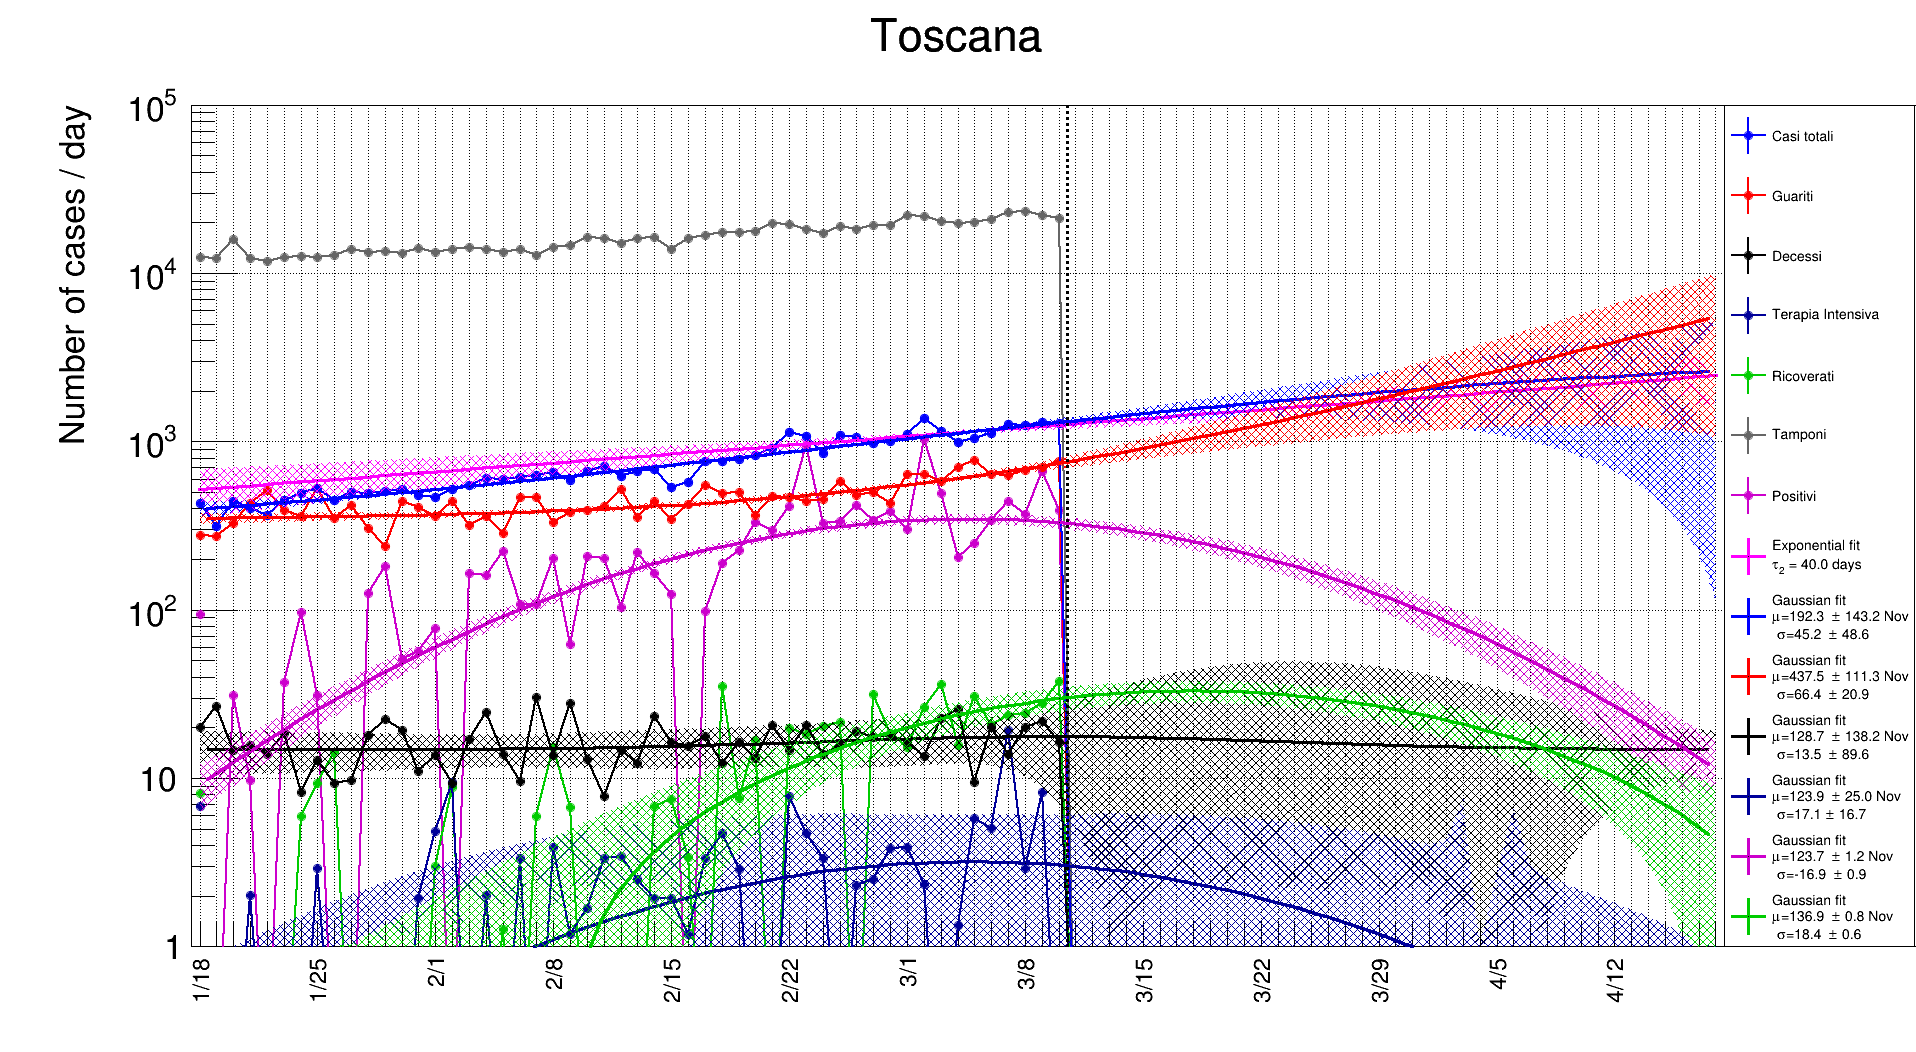 Toscana
Number of cases / day
10^5
10^4
10^3
10^2
10
1
1/18
1/25
2/1
2/8
2/15
2/22
3/1
3/8
3/15
3/22
3/29
4/5
4/12
Casi totali
Guariti
Decessi
Terapia Intensiva
Ricoverati
Tamponi
Positivi
Exponential fit
τ2 = 40.0 days
Gaussian fit
μ=192.3 ± 143.2 Nov
σ=45.2 ± 48.6
Gaussian fit
μ=437.5 ± 111.3 Nov
σ=66.4 ± 20.9
Gaussian fit
μ=128.7 ± 138.2 Nov
σ=13.5 ± 89.6
Gaussian fit
μ=123.9 ± 25.0 Nov
σ=17.1 ± 16.7
Gaussian fit
μ=123.7 ± 1.2 Nov
σ=-16.9 ± 0.9
Gaussian fit
μ=136.9 ± 0.8 Nov
σ=18.4 ± 0.6